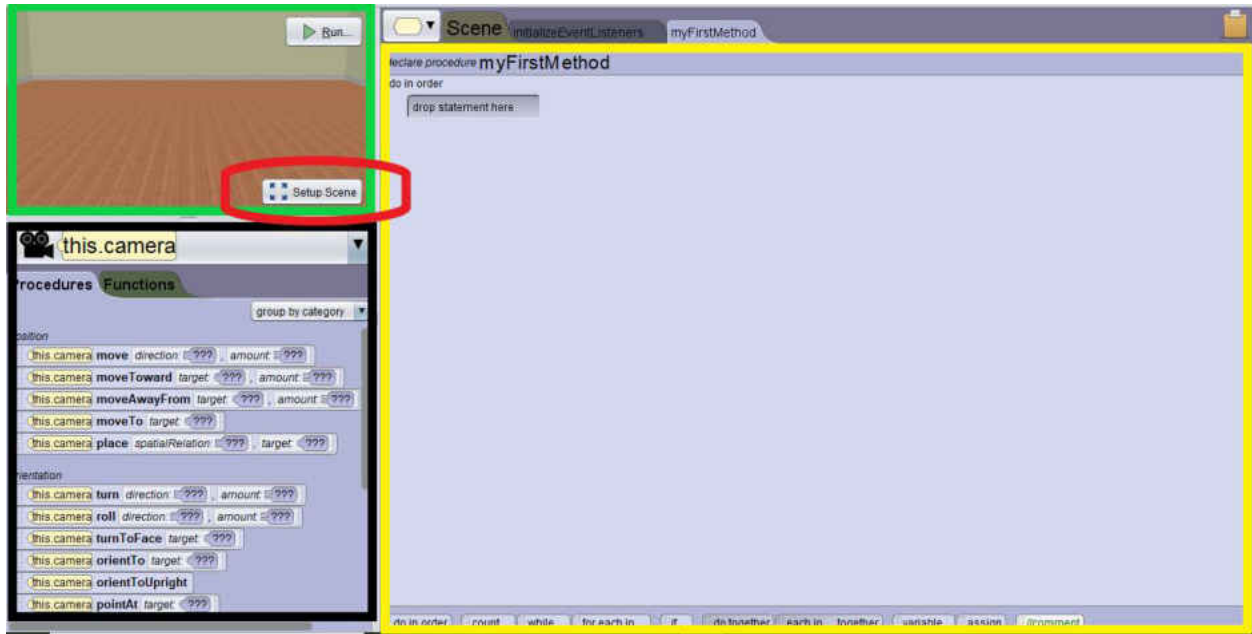 Run...
Setup Scene
this.camera
Procedures Functions
group by category
position
this.camera move direction: ??? , amount: ???
this.camera moveToward target: ??? , amount: ???
this.camera moveAwayFrom target: ??? , amount: ???
this.camera moveTo target: ???
this.camera place spatialRelation: ??? , target: ???
orientation
this.camera turn direction: ??? , amount: ???
this.camera roll direction: ??? , amount: ???
this.camera turnToFace target: ???
this.camera orientTo target: ???
this.camera orientToUpright
this.camera pointAt target: ???
Scene initializeEventListeners myFirstMethod
declare procedure myFirstMethod
do in order
drop statement here
do in order count while for each in if do together each in together variable assign //comment